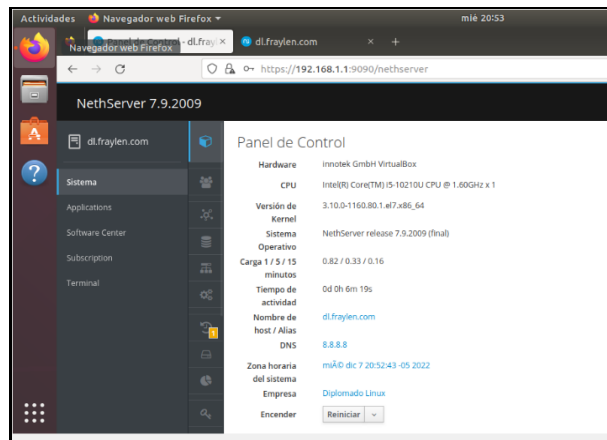 Actividades Navegador web Firefox mié 20:53
Navegador web Firefox
Panel de Control - dl.frayl × dl.fraylen.com × +
https://192.168.1.1:9090/nethserver
NethServer 7.9.2009
dl.fraylen.com
Sistema
Applications
Software Center
Subscription
Terminal
1
Panel de Control
Hardware innotek GmbH VirtualBox
CPU Intel(R) Core(TM) i5-10210U CPU @ 1.60GHz x 1
Versión de
Kernel
3.10.0-1160.80.1.el7.x86_64
Sistema
Operativo
NethServer release 7.9.2009 (final)
Carga 1 / 5 / 15
minutos
0.82 / 0.33 / 0.16
Tiempo de
actividad
0d 0h 6m 19s
Nombre de
host / Alias
dl.fraylen.com
DNS 8.8.8.8
Zona horaria
del sistema
miÃ© dic 7 20:52:43 -05 2022
Empresa Diplomado Linux
Encender Reiniciar